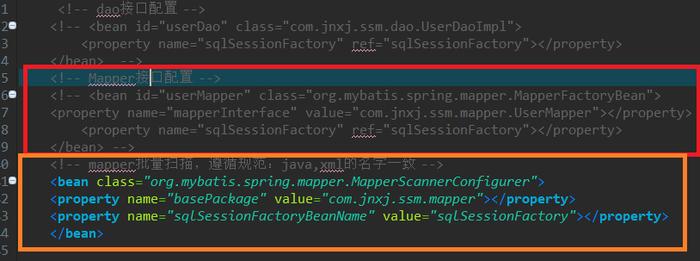 1 <!-- dao接口配置 -->
2 <!-- <bean id="userDao" class="com.jnxj.ssm.dao.UserDaoImpl">
3 <property name="sqlSessionFactory" ref="sqlSessionFactory"></property>
4 </bean> -->
5 <!-- Mapper接口配置 -->
6 <!-- <bean id="userMapper" class="org.mybatis.spring.mapper.MapperFactoryBean">
7 <property name="mapperInterface" value="com.jnxj.ssm.mapper.UserMapper"></property>
8 <property name="sqlSessionFactory" ref="sqlSessionFactory"></property>
9 </bean> -->
0 <!-- mapper批量扫描，遵循规范：java,xml的名字一致 -->
1 <bean class="org.mybatis.spring.mapper.MapperScannerConfigurer">
2 <property name="basePackage" value="com.jnxj.ssm.mapper"></property>
3 <property name="sqlSessionFactoryBeanName" value="sqlSessionFactory"></property>
4 </bean>
5